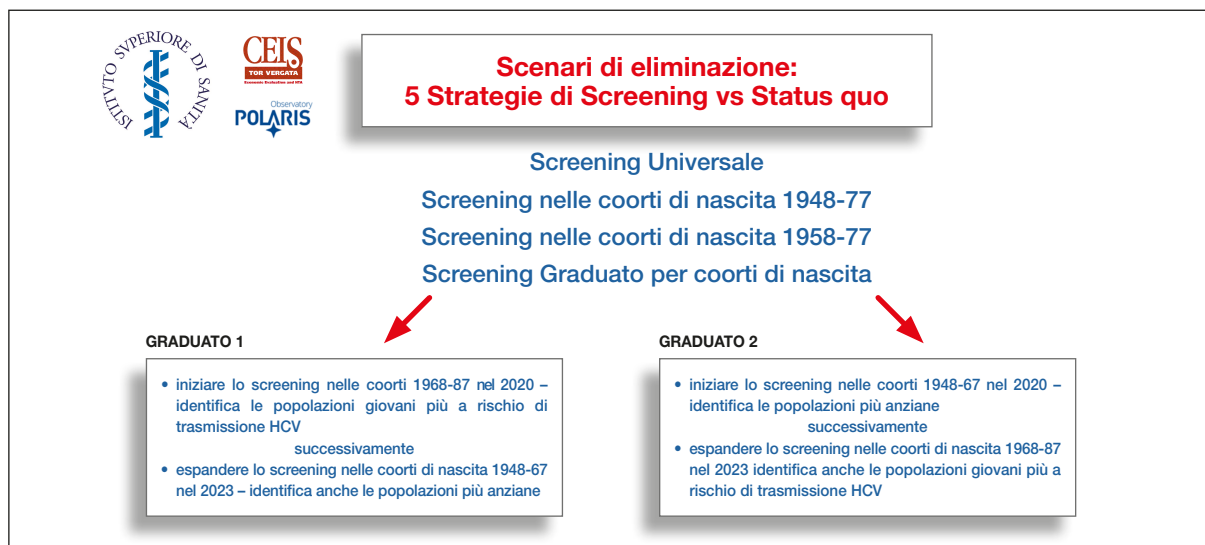 ISTITVTO SVPERIORE DI SANITÀ
CEIS
TOR VERGATA
Economic Evaluation and HTA
Observatory
POLARIS
Scenari di eliminazione:
5 Strategie di Screening vs Status quo
Screening Universale
Screening nelle coorti di nascita 1948-77
Screening nelle coorti di nascita 1958-77
Screening Graduato per coorti di nascita
GRADUATO 1
• iniziare lo screening nelle coorti 1968-87 nel 2020 –
identifica le popolazioni giovani più a rischio di
trasmissione HCV
successivamente
• espandere lo screening nelle coorti di nascita 1948-67
nel 2023 – identifica anche le popolazioni più anziane
GRADUATO 2
• iniziare lo screening nelle coorti 1948-67 nel 2020 –
identifica le popolazioni più anziane
successivamente
• espandere lo screening nelle coorti di nascita 1968-87
nel 2023 identifica anche le popolazioni giovani più a
rischio di trasmissione HCV